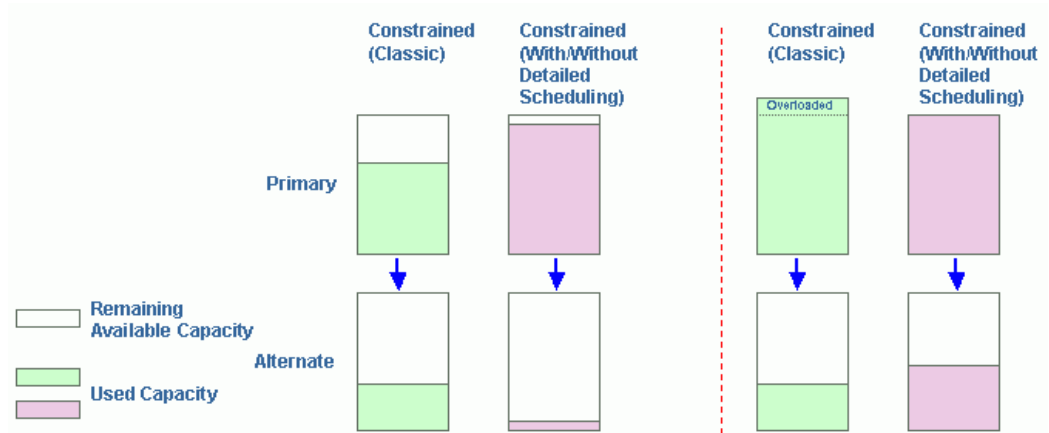 Constrained
(Classic)
Constrained
(With/Without
Detailed
Scheduling)
Constrained
(Classic)
Constrained
(With/Without
Detailed
Scheduling)
Overloaded
Primary
Remaining
Available Capacity
Alternate
Used Capacity